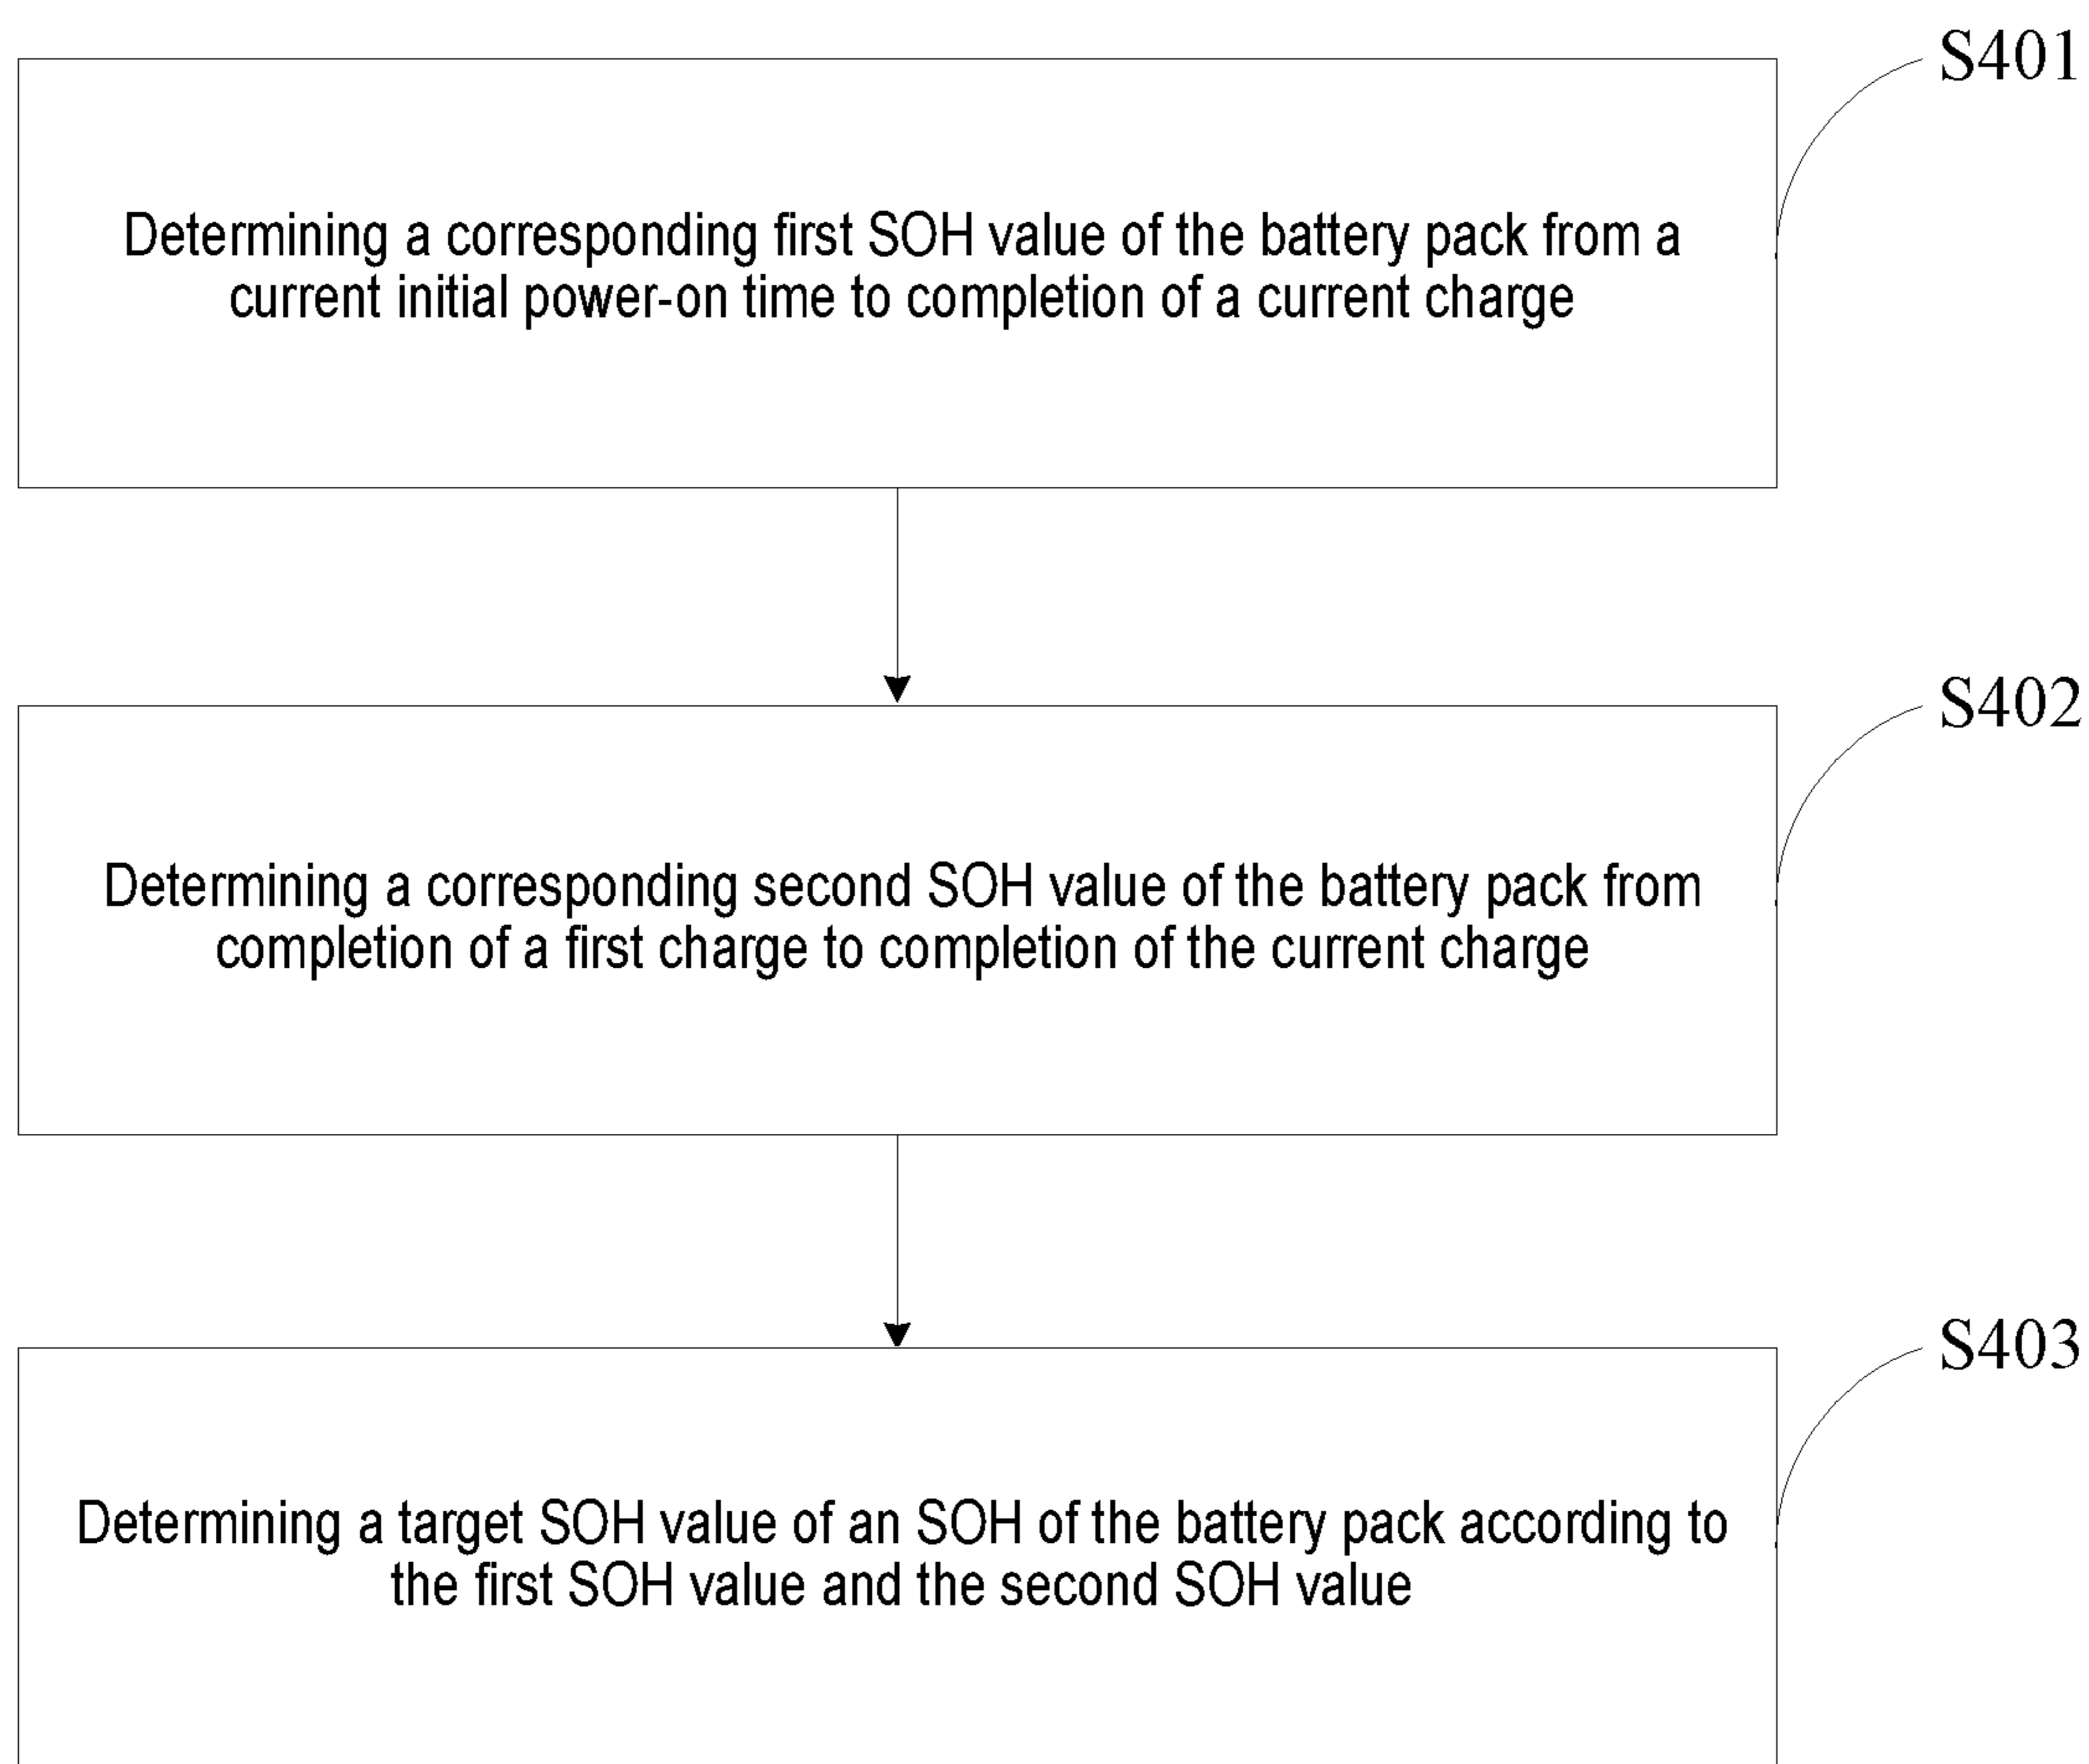 S401
Determining a corresponding first SOH value of the battery pack from a
current initial power-on time to completion of a current charge
S402
Determining a corresponding second SOH value of the battery pack from
completion of a first charge to completion of the current charge
S403
Determining a target SOH value of an SOH of the battery pack according to
the first SOH value and the second SOH value